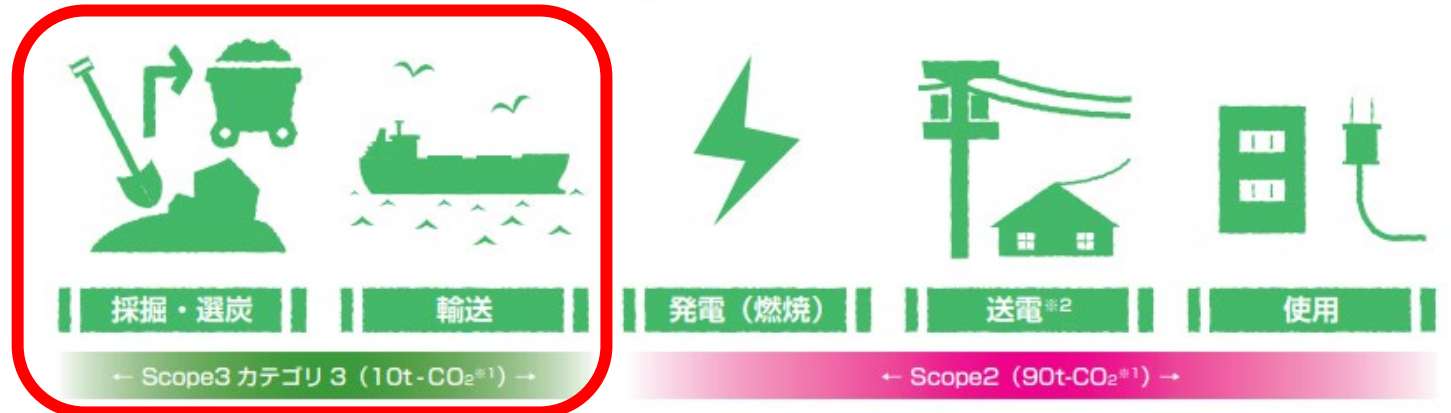 採掘・選炭
輸送
発電（燃焼）
送電※2
使用
← Scope3 カテゴリ 3（10t-CO₂※1）→
← Scope2（90t-CO₂※1）→